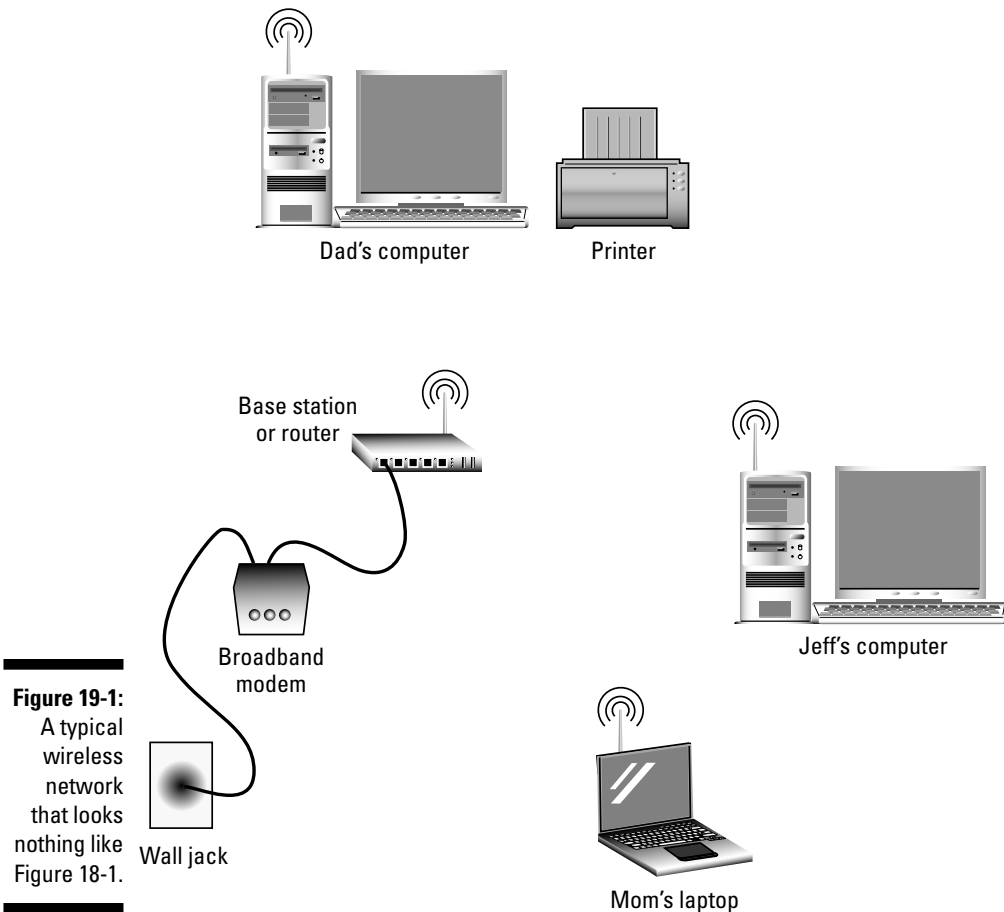 Dad's computer
Printer
Base station
or router
Jeff's computer
Broadband
modem
Figure 19-1:
A typical
wireless
network
that looks
nothing like
Figure 18-1.
Wall jack
Mom's laptop